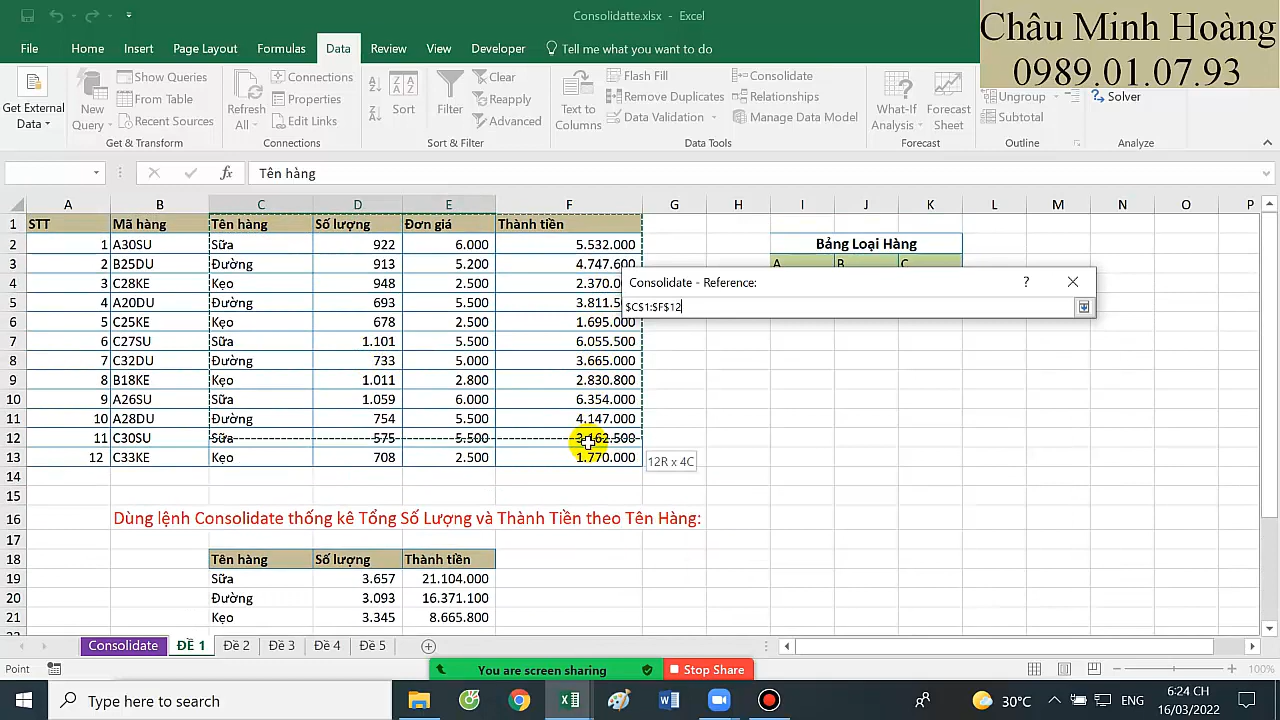 Consolidatte.xlsx - Excel
Châu Minh Hoàng
0989.01.07.93
File Home Insert Page Layout Formulas Data Review View Developer Tell me what you want to do
Get External Data
New Query
Show Queries
From Table
Recent Sources
Get & Transform
Refresh All
Connections
Properties
Edit Links
Connections
Sort
Filter
Clear
Reapply
Advanced
Sort & Filter
Text to Columns
Flash Fill
Remove Duplicates
Data Validation
Consolidate
Relationships
Manage Data Model
Data Tools
What-If Analysis
Forecast Sheet
Forecast
Ungroup
Subtotal
Outline
Solver
Analyze
fx Tên hàng
A B C D E F G H I J K L M N O P
1 STT Mã hàng Tên hàng Số lượng Đơn giá Thành tiền
2 1 A30SU Sữa 922 6.000 5.532.000 Bảng Loại Hàng
3 2 B25DU Đường 913 5.200 4.747.600 A B C
4 3 C28KE Kẹo 948 2.500 2.370.0
5 4 A20DU Đường 693 5.500 3.811.5
6 5 C25KE Kẹo 678 2.500 1.695.000
7 6 C27SU Sữa 1.101 5.500 6.055.500
8 7 C32DU Đường 733 5.000 3.665.000
9 8 B18KE Kẹo 1.011 2.800 2.830.800
10 9 A26SU Sữa 1.059 6.000 6.354.000
11 10 A28DU Đường 754 5.500 4.147.000
12 11 C30SU Sữa 575 5.500 3.162.500
13 12 C33KE Kẹo 708 2.500 1.770.000
Consolidate - Reference: ?
$C$1:$F$12
12R x 4C
14
15
16 Dùng lệnh Consolidate thống kê Tổng Số Lượng và Thành Tiền theo Tên Hàng:
17
18 Tên hàng Số lượng Thành tiền
19 Sữa 3.657 21.104.000
20 Đường 3.093 16.371.100
21 Kẹo 3.345 8.665.800
Consolidate ĐỀ 1 Đề 2 Đề 3 Đề 4 Đề 5
Point
You are screen sharing
Stop Share
100%
Type here to search
30°C
ENG
6:24 CH
16/03/2022